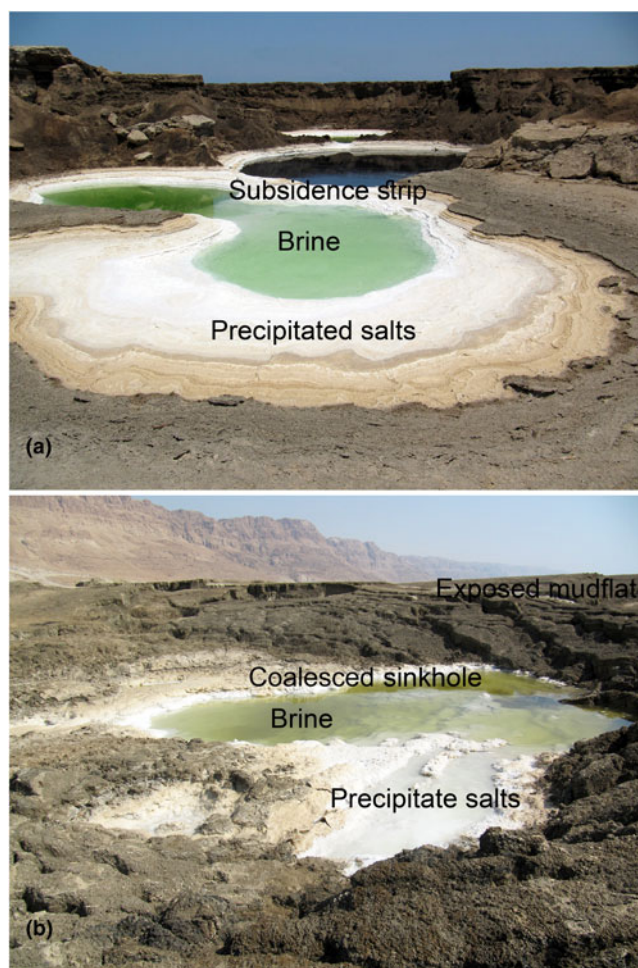 Subsidence strip
Brine
Precipitated salts
(a)
Exposed mudflat
Coalesced sinkhole
Brine
Precipitate salts
(b)